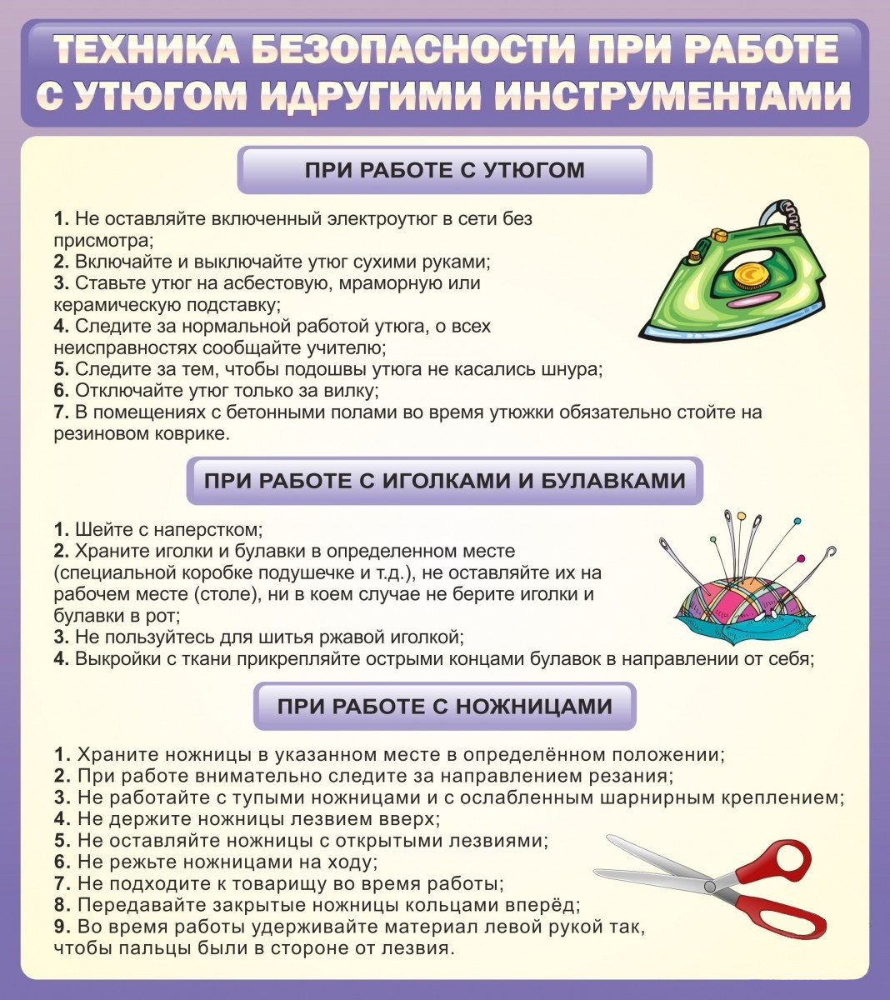 ТЕХНИКА БЕЗОПАСНОСТИ ПРИ РАБОТЕ
С УТЮГОМ ИДРУГИМИ ИНСТРУМЕНТАМИ
ПРИ РАБОТЕ С УТЮГОМ
1. Не оставляйте включенный электроутюг в сети без
присмотра;
2. Включайте и выключайте утюг сухими руками;
3. Ставьте утюг на асбестовую, мраморную или
керамическую подставку;
4. Следите за нормальной работой утюга, о всех
неисправностях сообщайте учителю;
5. Следите за тем, чтобы подошвы утюга не касались шнура;
6. Отключайте утюг только за вилку;
7. В помещениях с бетонными полами во время утюжки обязательно стойте на
резиновом коврике.
ПРИ РАБОТЕ С ИГОЛКАМИ И БУЛАВКАМИ
1. Шейте с наперстком;
2. Храните иголки и булавки в определенном месте
(специальной коробке подушечке и т.д.), не оставляйте их на
рабочем месте (столе), ни в коем случае не берите иголки и
булавки в рот;
3. Не пользуйтесь для шитья ржавой иголкой;
4. Выкройки с ткани прикрепляйте острыми концами булавок в направлении от себя;
ПРИ РАБОТЕ С НОЖНИЦАМИ
1. Храните ножницы в указанном месте в определённом положении;
2. При работе внимательно следите за направлением резания;
3. Не работайте с тупыми ножницами и с ослабленным шарнирным креплением;
4. Не держите ножницы лезвием вверх;
5. Не оставляйте ножницы с открытыми лезвиями;
6. Не режьте ножницами на ходу;
7. Не подходите к товарищу во время работы;
8. Передавайте закрытые ножницы кольцами вперёд;
9. Во время работы удерживайте материал левой рукой так,
чтобы пальцы были в стороне от лезвия.